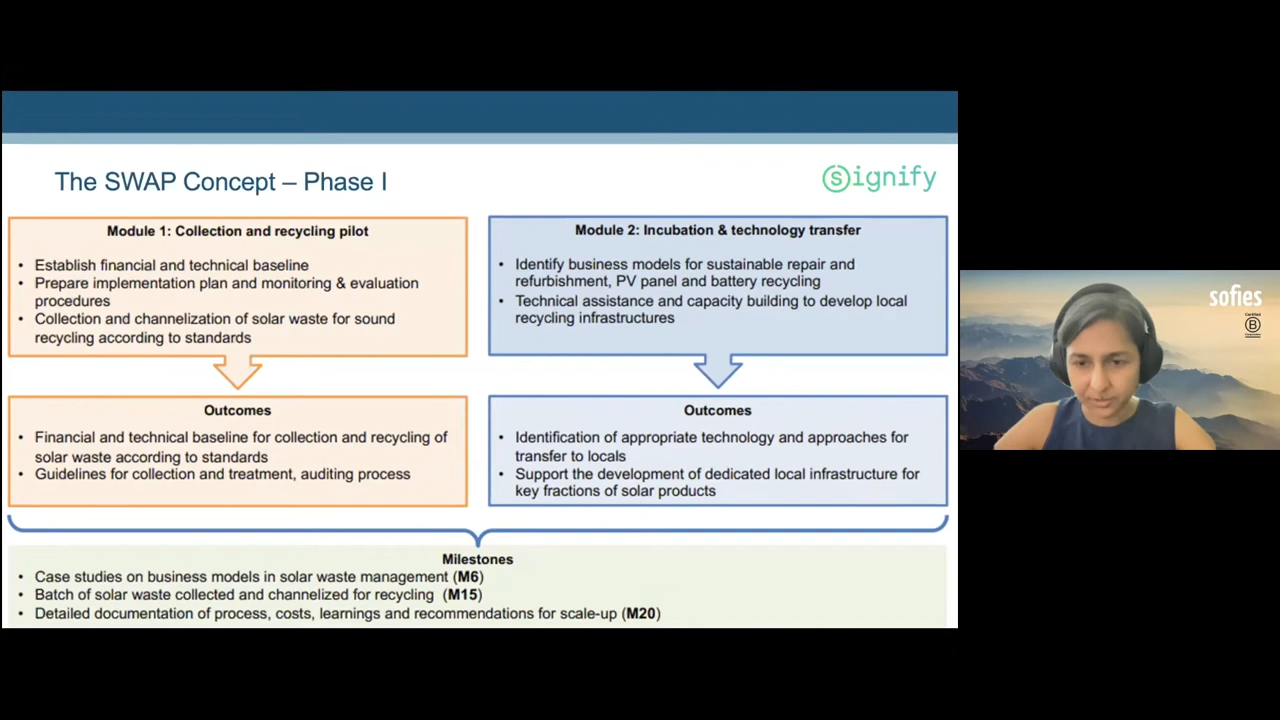 The SWAP Concept – Phase I
signify
Module 1: Collection and recycling pilot
• Establish financial and technical baseline
• Prepare implementation plan and monitoring & evaluation
procedures
• Collection and channelization of solar waste for sound
recycling according to standards
Module 2: Incubation & technology transfer
• Identify business models for sustainable repair and
refurbishment, PV panel and battery recycling
• Technical assistance and capacity building to develop local
recycling infrastructures
Outcomes
• Financial and technical baseline for collection and recycling of
solar waste according to standards
• Guidelines for collection and treatment, auditing process
Outcomes
• Identification of appropriate technology and approaches for
transfer to locals
• Support the development of dedicated local infrastructure for
key fractions of solar products
Milestones
• Case studies on business models in solar waste management (M6)
• Batch of solar waste collected and channelized for recycling (M15)
• Detailed documentation of process, costs, learnings and recommendations for scale-up (M20)
sofies
Certified
B